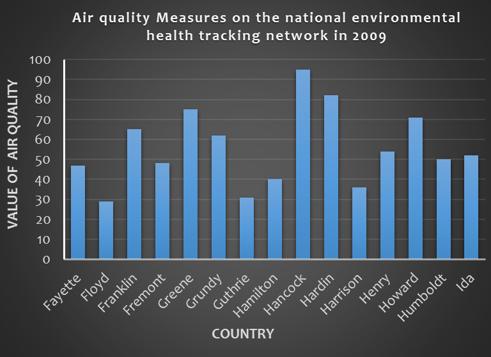 Air quality Measures on the national environmental
health tracking network in 2009
VALUE OF AIR QUALITY
100
90
80
70
60
50
40
30
20
10
0
Fayette
Floyd
Franklin
Fremont
Greene
Grundy
Guthrie
Hamilton
Hancock
Hardin
Harrison
Henry
Howard
Humboldt
Ida
COUNTRY